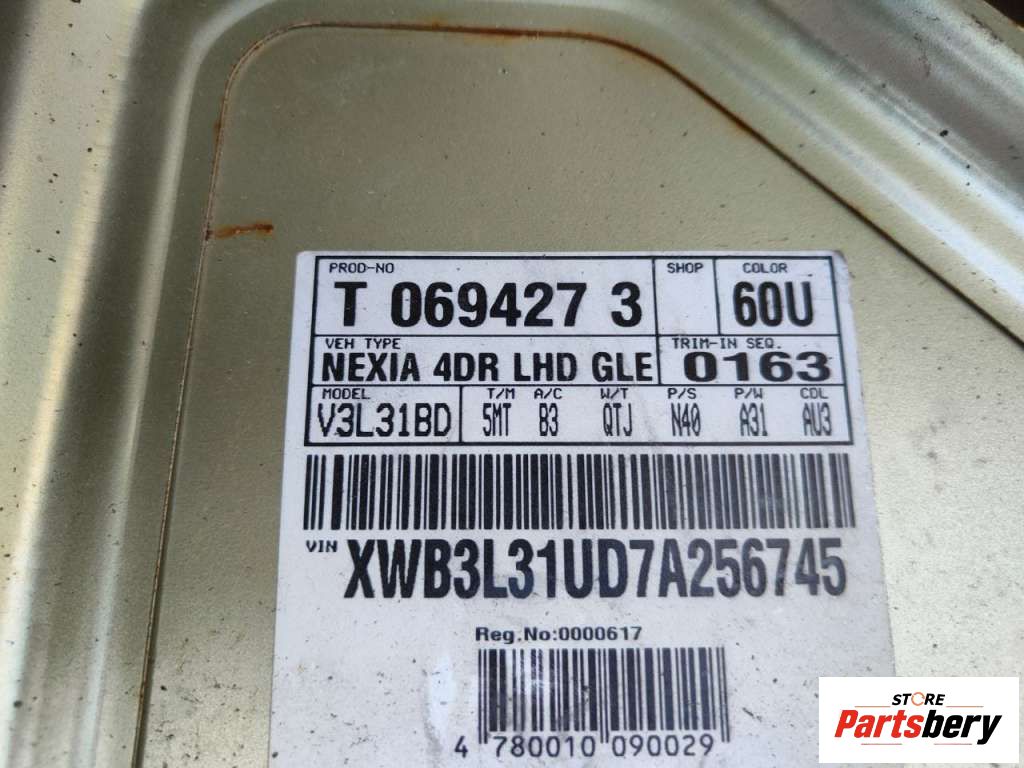 PROD-NO SHOP COLOR
T 069427 3 60U
VEH TYPE TRIM-IN SEQ.
NEXIA 4DR LHD GLE 0163
MODEL T/M A/C W/T P/S P/W CDL
V3L31BD 5MT B3 QTJ N40 A31 AU3
VIN XWB3L31UD7A256745
Reg.No:0000617
4 780010 090029
STORE
Partsbery